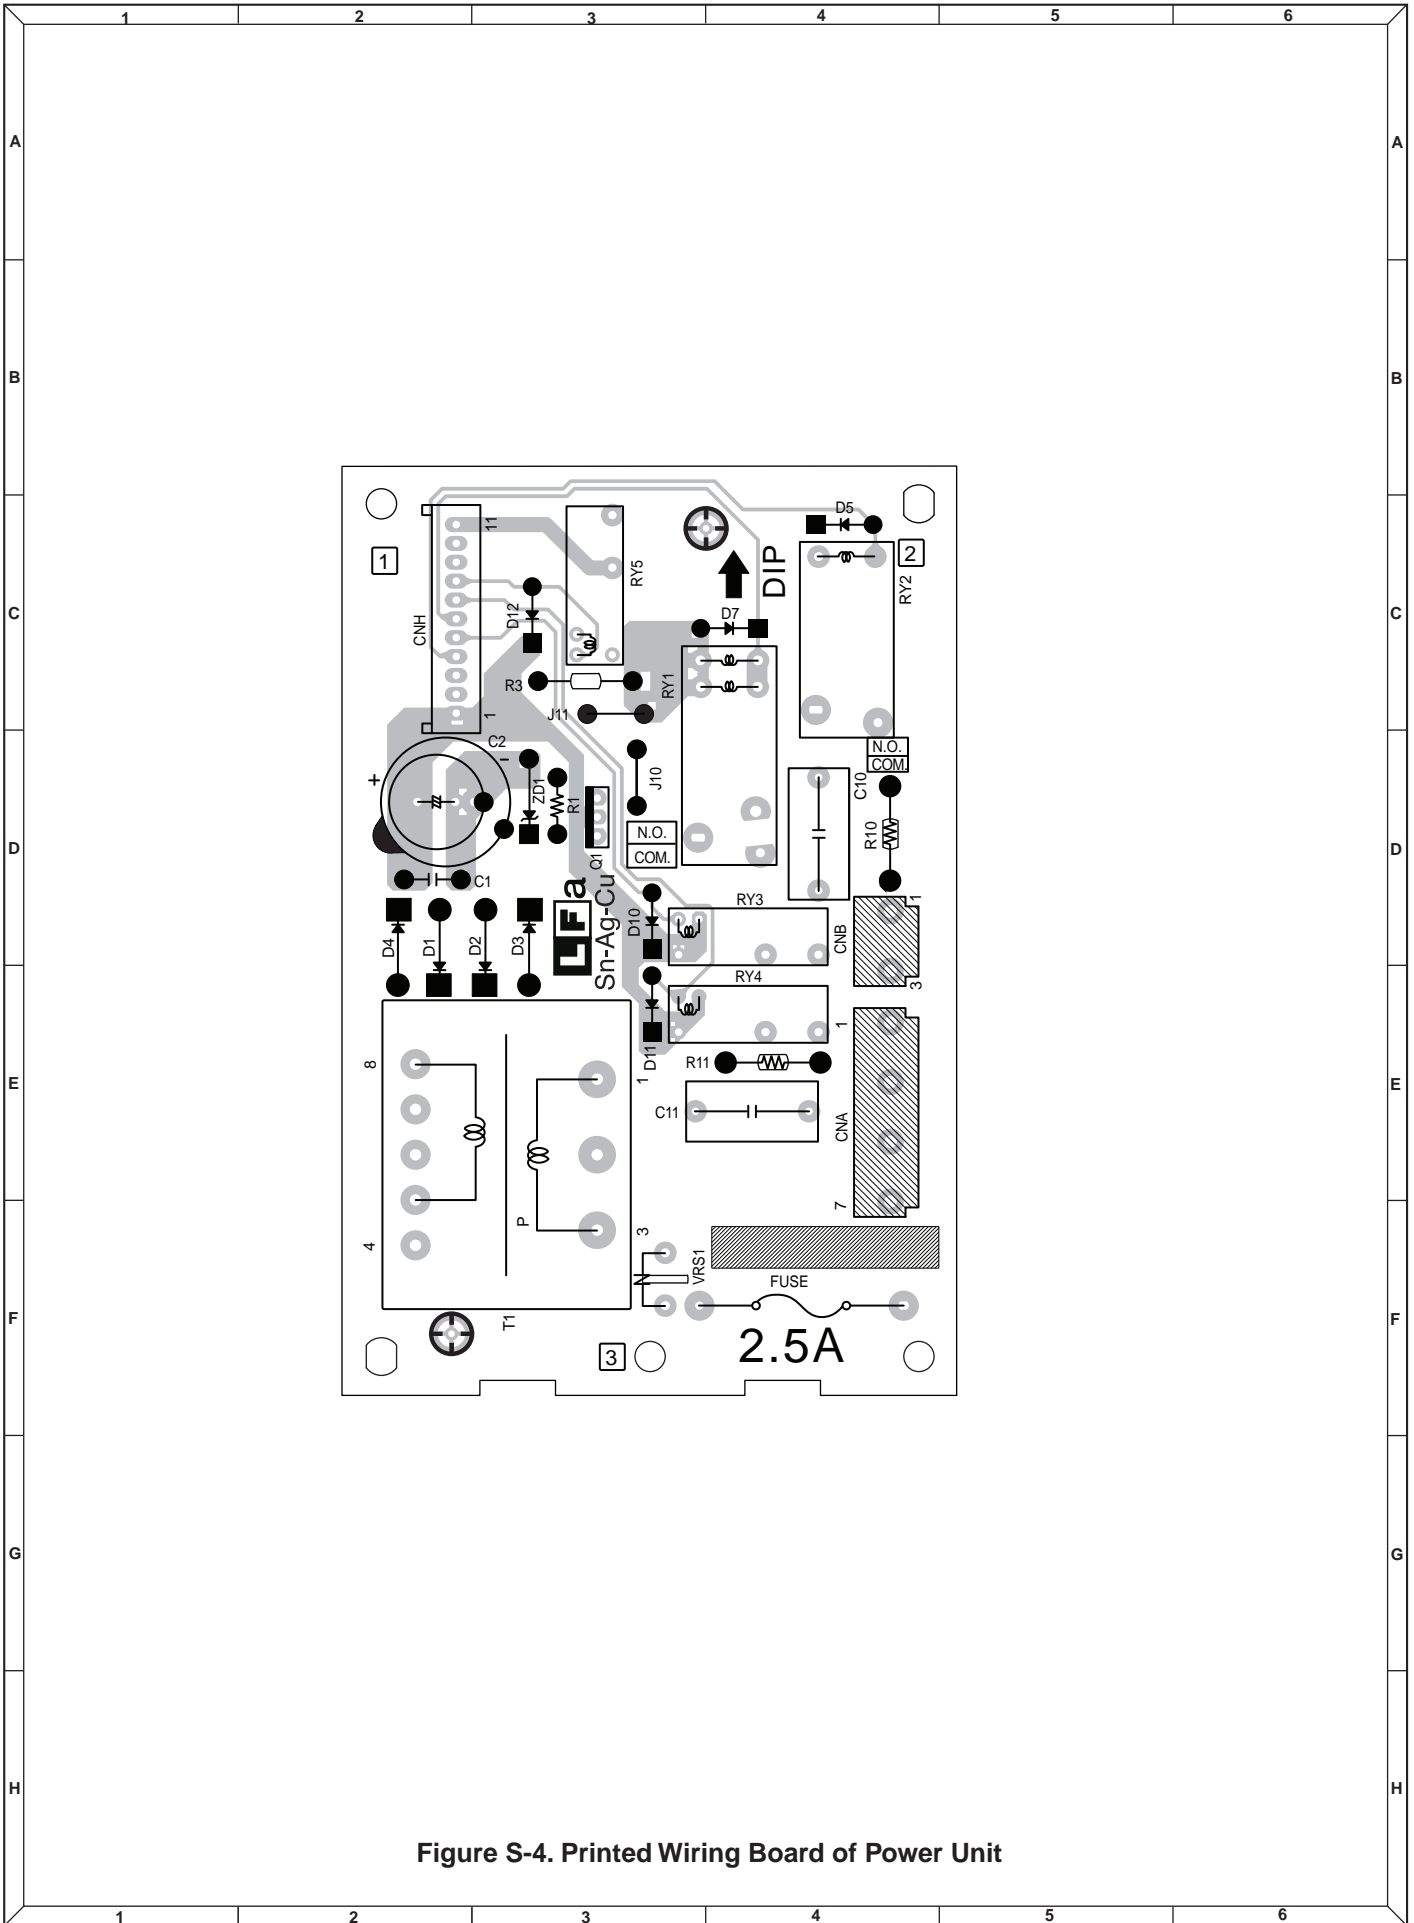 1 2 3 4 5 6
A A
B B
D5
1
11
DIP
2
RY5
RY2
D12
D7
C C
CNH
R3
RY1
1
J11
C2
N.O.
COM.
+ -
ZD1
R1
J10
C10
R10
N.O.
COM.
D D
Q1
C1
LFa
Sn-Ag-Cu
D10
RY3
1
D4
D1
D2
D3
CNB
RY4
3
1
8
D11
R11
1
E E
C11
CNA
7
P
4
3
VRS1
FUSE
T1
F F
2.5A
3
G G
H H
Figure S-4. Printed Wiring Board of Power Unit
1 2 3 4 5 6